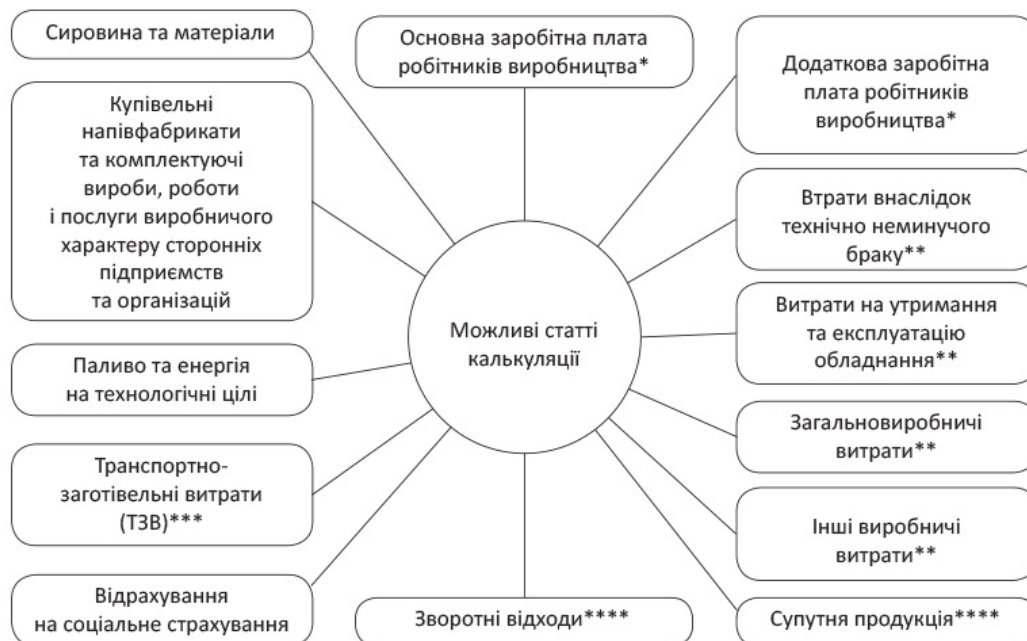 Сировина та матеріали
Купівельні
напівфабрикати
та комплектуючі
вироби, роботи
і послуги виробничого
характеру сторонніх
підприємств
та організацій
Паливо та енергія
на технологічні цілі
Транспортно-
заготівельні витрати
(ТЗВ)***
Відрахування
на соціальне страхування
Основна заробітна плата
робітників виробництва*
Можливі статті
калькуляції
Зворотні відходи****
Додаткова заробітна
плата робітників
виробництва*
Втрати внаслідок
технічно неминучого
браку**
Витрати на утримання
та експлуатацію
обладнання**
Загальновиробничі
витрати**
Інші виробничі
витрати**
Супутня продукція****